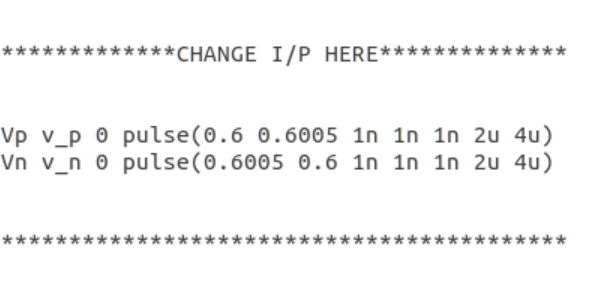 *************CHANGE I/P HERE**************
Vp v_p 0 pulse(0.6 0.6005 1n 1n 1n 2u 4u)
Vn v_n 0 pulse(0.6005 0.6 1n 1n 1n 2u 4u)
******************************************